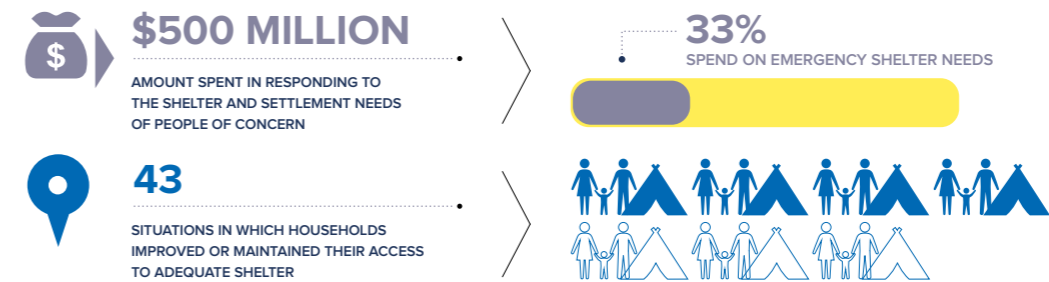 $
$500 MILLION
AMOUNT SPENT IN RESPONDING TO
THE SHELTER AND SETTLEMENT NEEDS
OF PEOPLE OF CONCERN
33%
SPEND ON EMERGENCY SHELTER NEEDS
43
SITUATIONS IN WHICH HOUSEHOLDS
IMPROVED OR MAINTAINED THEIR ACCESS
TO ADEQUATE SHELTER